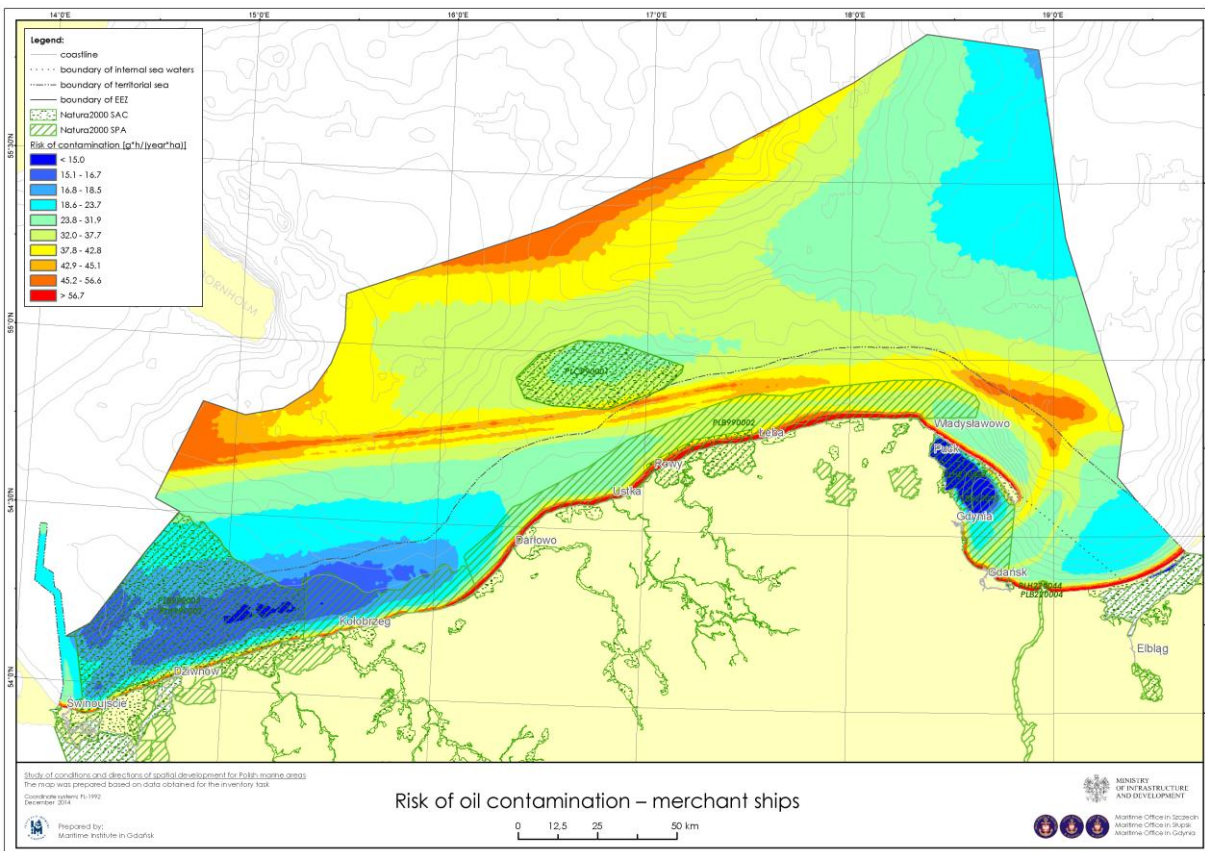 14°0'E
15°0'E
16°0'E
17°0'E
18°0'E
19°0'E
Legend:
coastline
boundary of internal sea waters
boundary of territorial sea
boundary of EEZ
Natura2000 SAC
Natura2000 SPA
Risk of contamination [g*h/(year*ha)]
< 15.0
15.1 - 16.7
16.8 - 18.5
18.6 - 23.7
23.8 - 31.9
32.0 - 37.7
37.8 - 42.8
42.9 - 45.1
45.2 - 56.6
> 56.7
55°30'N
55°0'N
54°30'N
54°0'N
PLC990001
PLB990002
Władysławowo
Łeba
Puck
Rowy
Ustka
Gdynia
Darłowo
Gdańsk
PLB220004
Kołobrzeg
Elbląg
Dziwnów
Świnoujście
Study of conditions and directions of spatial development for Polish marine areas
The map was prepared based on data obtained for the inventory task
Coordinate system: PL-1992
December 2014
Prepared by:
Maritime Institute in Gdańsk
Risk of oil contamination – merchant ships
0 12,5 25 50 km
MINISTRY
OF INFRASTRUCTURE
AND DEVELOPMENT
Maritime Office in Szczecin
Maritime Office in Słupsk
Maritime Office in Gdynia